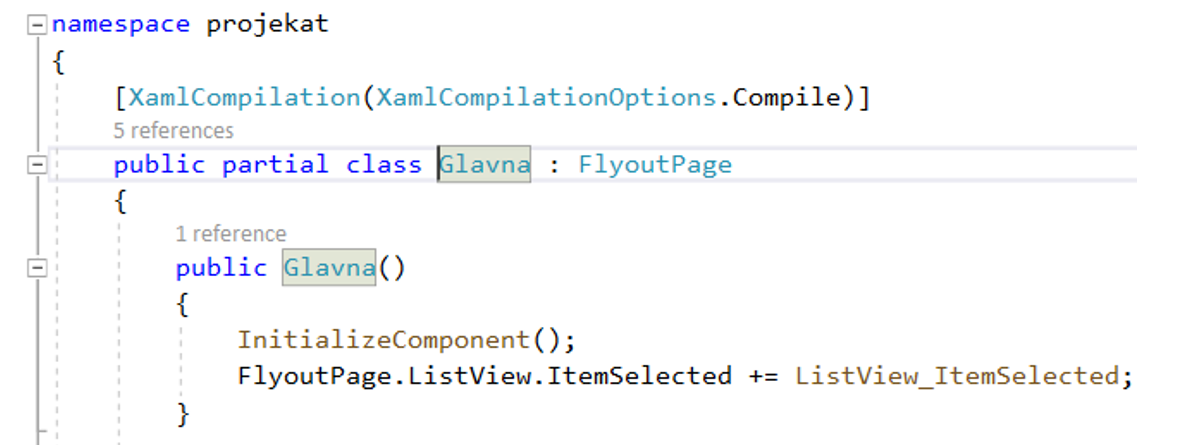 namespace projekat
{
[XamlCompilation(XamlCompilationOptions.Compile)]
5 references
public partial class Glavna : FlyoutPage
{
1 reference
public Glavna()
{
InitializeComponent();
FlyoutPage.ListView.ItemSelected += ListView_ItemSelected;
}